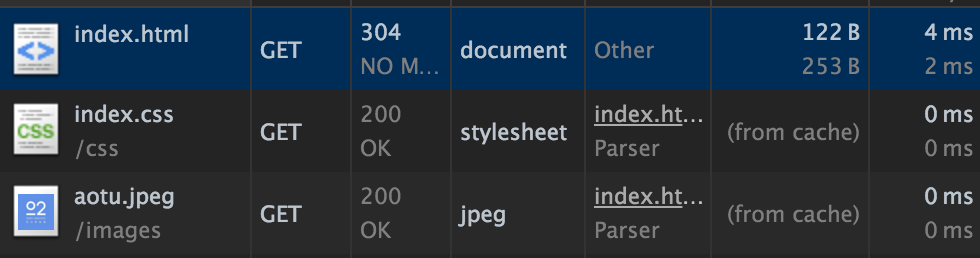 index.html GET 304 NO M... document Other 122 B 253 B 4 ms 2 ms
index.css /css GET 200 OK stylesheet index.ht... Parser (from cache) 0 ms 0 ms
aotu.jpeg /images GET 200 OK jpeg index.ht... Parser (from cache) 0 ms 0 ms